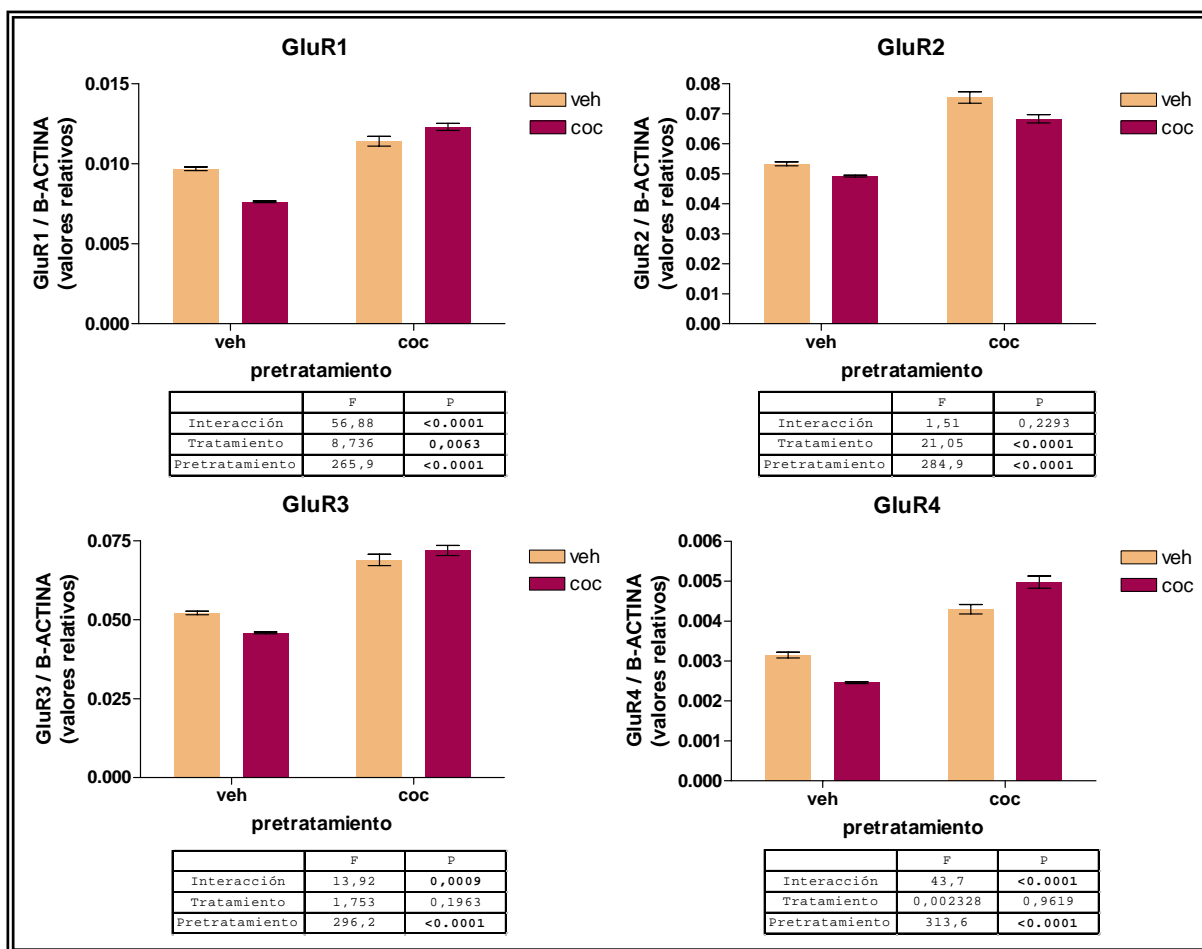 GluR1
GluR1 / B-ACTINA
(valores relativos)
0.015
0.010
0.005
0.000
veh
coc
veh
coc
pretratamiento
F P
Interacción 56,88 <0.0001
Tratamiento 8,736 0,0063
Pretratamiento 265,9 <0.0001
GluR2
GluR2 / B-ACTINA
(valores relativos)
0.08
0.07
0.06
0.05
0.04
0.03
0.02
0.01
0.00
veh
coc
veh
coc
pretratamiento
F P
Interacción 1,51 0,2293
Tratamiento 21,05 <0.0001
Pretratamiento 284,9 <0.0001
GluR3
GluR3 / B-ACTINA
(valores relativos)
0.075
0.050
0.025
0.000
veh
coc
veh
coc
pretratamiento
F P
Interacción 13,92 0,0009
Tratamiento 1,753 0,1963
Pretratamiento 296,2 <0.0001
GluR4
GluR4 / B-ACTINA
(valores relativos)
0.006
0.005
0.004
0.003
0.002
0.001
0.000
veh
coc
veh
coc
pretratamiento
F P
Interacción 43,7 <0.0001
Tratamiento 0,002328 0,9619
Pretratamiento 313,6 <0.0001